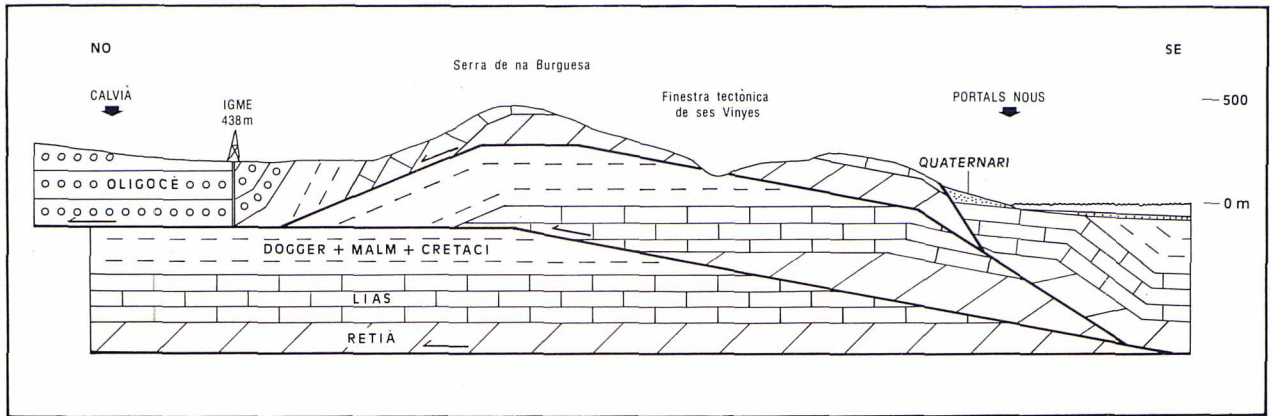 NO
SE
Serra de na Burguesa
CALVIÀ
IGME
438 m
Finestra tectònica
de ses Vinyes
PORTALS NOUS
500
QUATERNARI
OLIGOCÈ
0 m
DOGGER + MALM + CRETACI
LIAS
RETIÀ